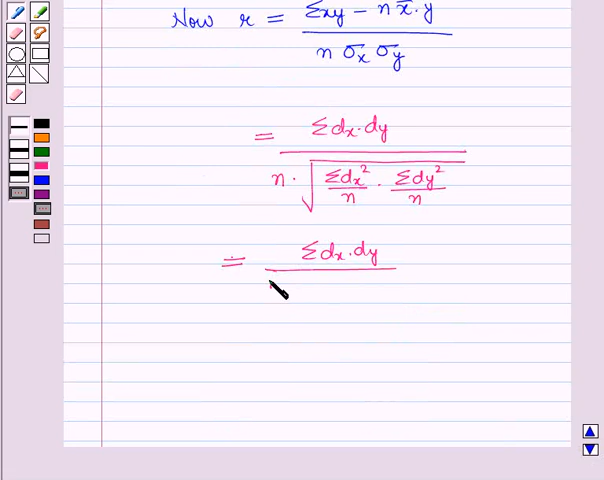 Now r = Σxy − n x̄·y / n σx σy
= Σdx·dy / n·√(Σdx²/n · Σdy²/n)
= Σdx·dy